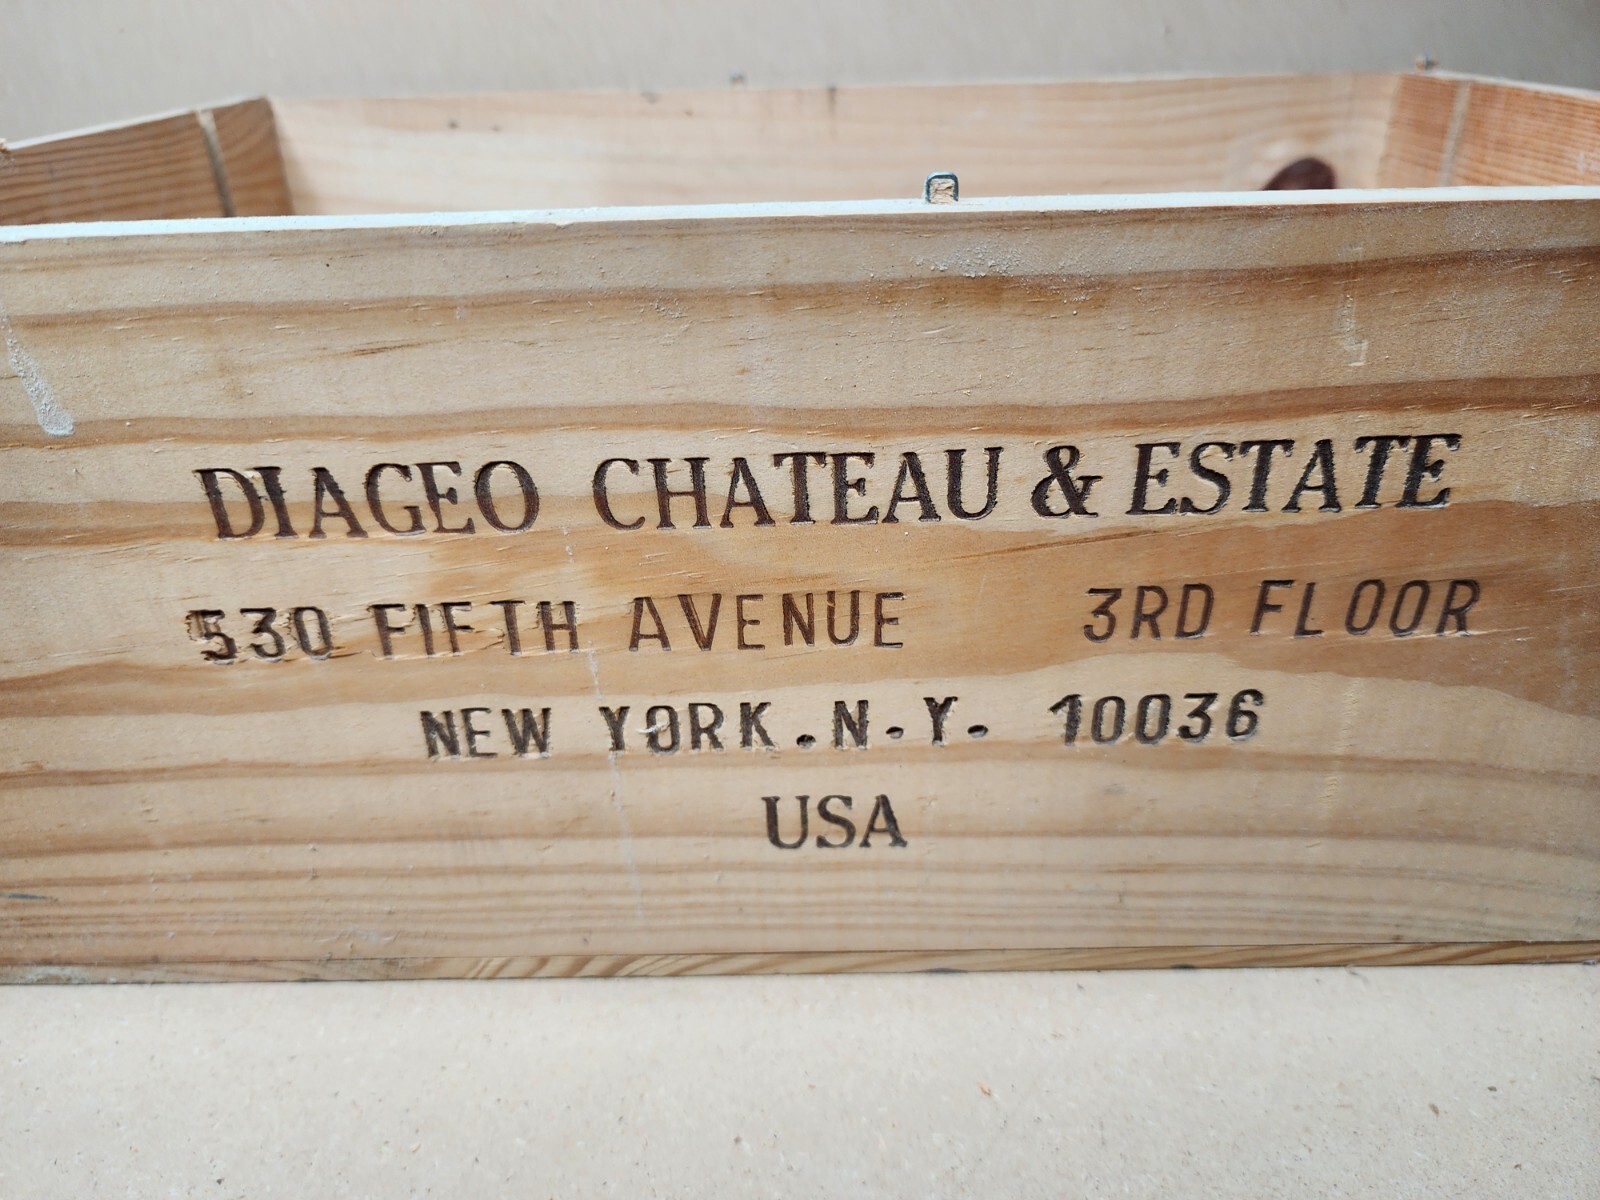 DIAGEO CHATEAU & ESTATE
530 FIFTH AVENUE 3RD FLOOR
NEW YORK.N.Y. 10036
USA